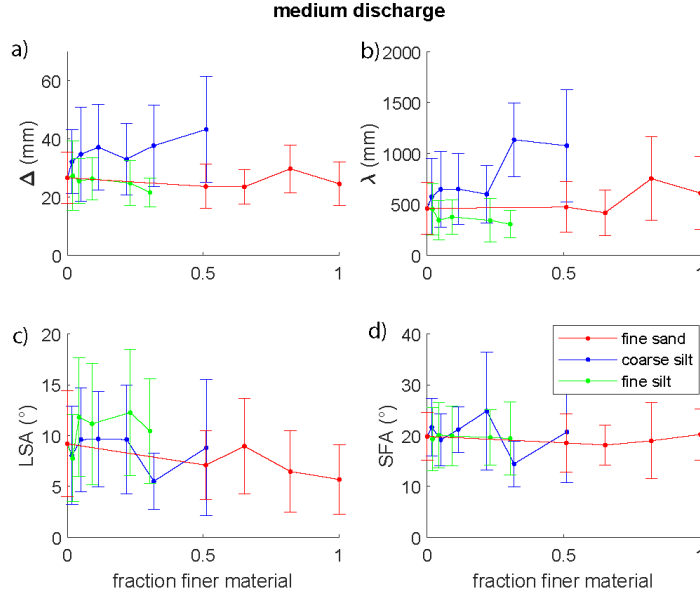 medium discharge
a)
60
40
20
0
Δ (mm)
0
0.5
1
b)
2000
1500
1000
500
0
λ (mm)
0
0.5
1
c)
20
15
10
5
0
LSA (°)
0
0.5
1
fraction finer material
d)
40
30
20
10
0
SFA (°)
fine sand
coarse silt
fine silt
0
0.5
1
fraction finer material